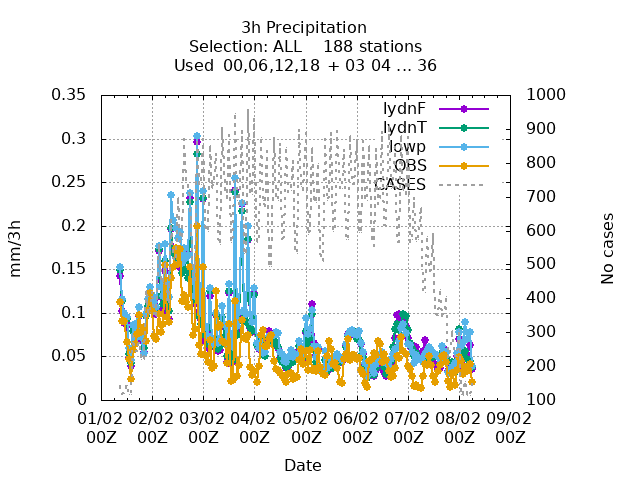 3h Precipitation
Selection: ALL 188 stations
Used 00,06,12,18 + 03 04 ... 36
0.35
0.3
0.25
0.2
0.15
0.1
0.05
0
1000
900
800
700
600
500
400
300
200
100
mm/3h
No cases
IydnF
IydnT
Iowp
OBS
CASES
01/02 02/02 03/02 04/02 05/02 06/02 07/02 08/02 09/02
00Z 00Z 00Z 00Z 00Z 00Z 00Z 00Z 00Z
Date